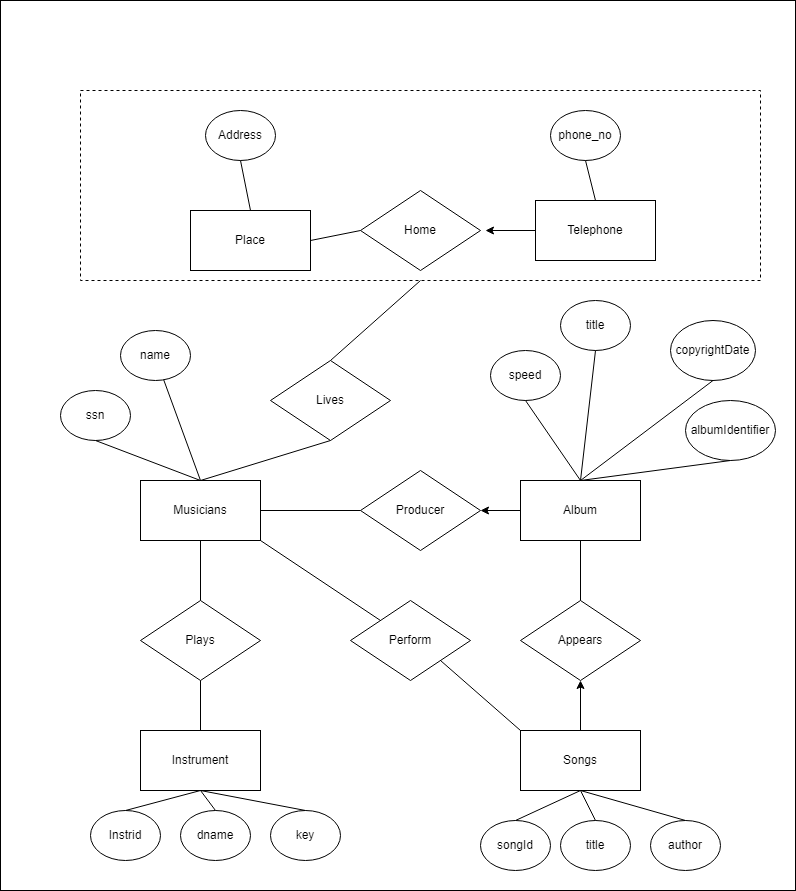 Address
phone_no
Place
Home
Telephone
title
name
copyrightDate
speed
Lives
ssn
albumIdentifier
Musicians
Producer
Album
Plays
Perform
Appears
Instrument
Songs
Instrid
dname
key
songId
title
author